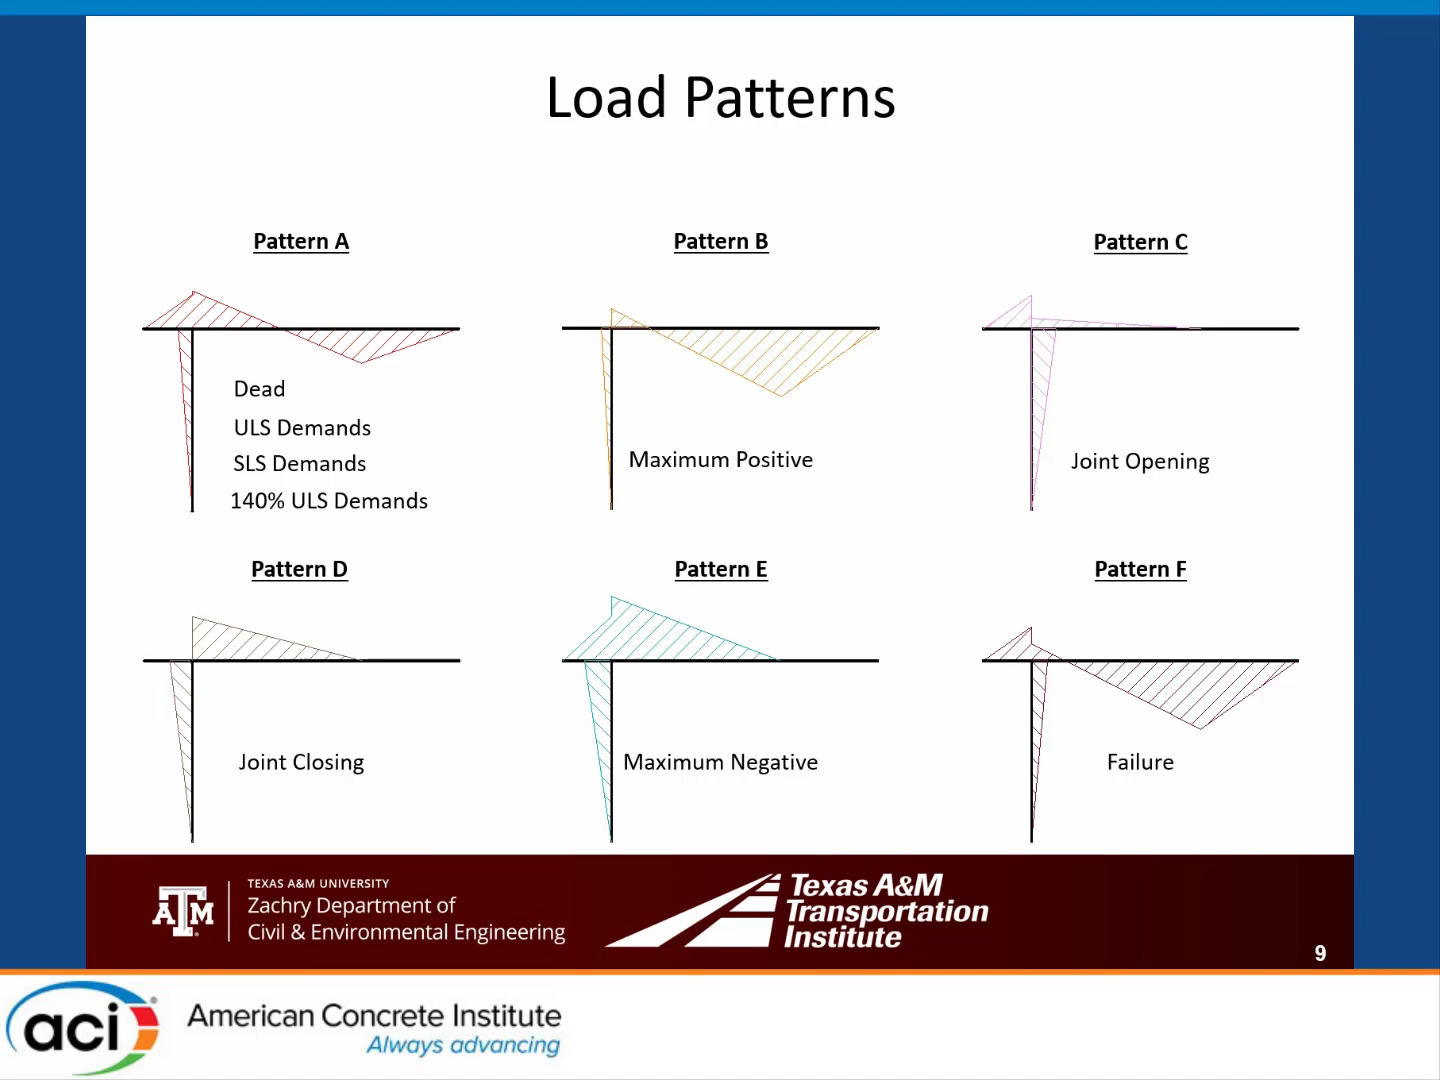 Load Patterns
Pattern A
Pattern B
Pattern C
Dead
ULS Demands
SLS Demands
140% ULS Demands
Maximum Positive
Joint Opening
Pattern D
Pattern E
Pattern F
Joint Closing
Maximum Negative
Failure
ATM
TEXAS A&M UNIVERSITY
Zachry Department of
Civil & Environmental Engineering
Texas A&M
Transportation
Institute
9
aci
American Concrete Institute
Always advancing